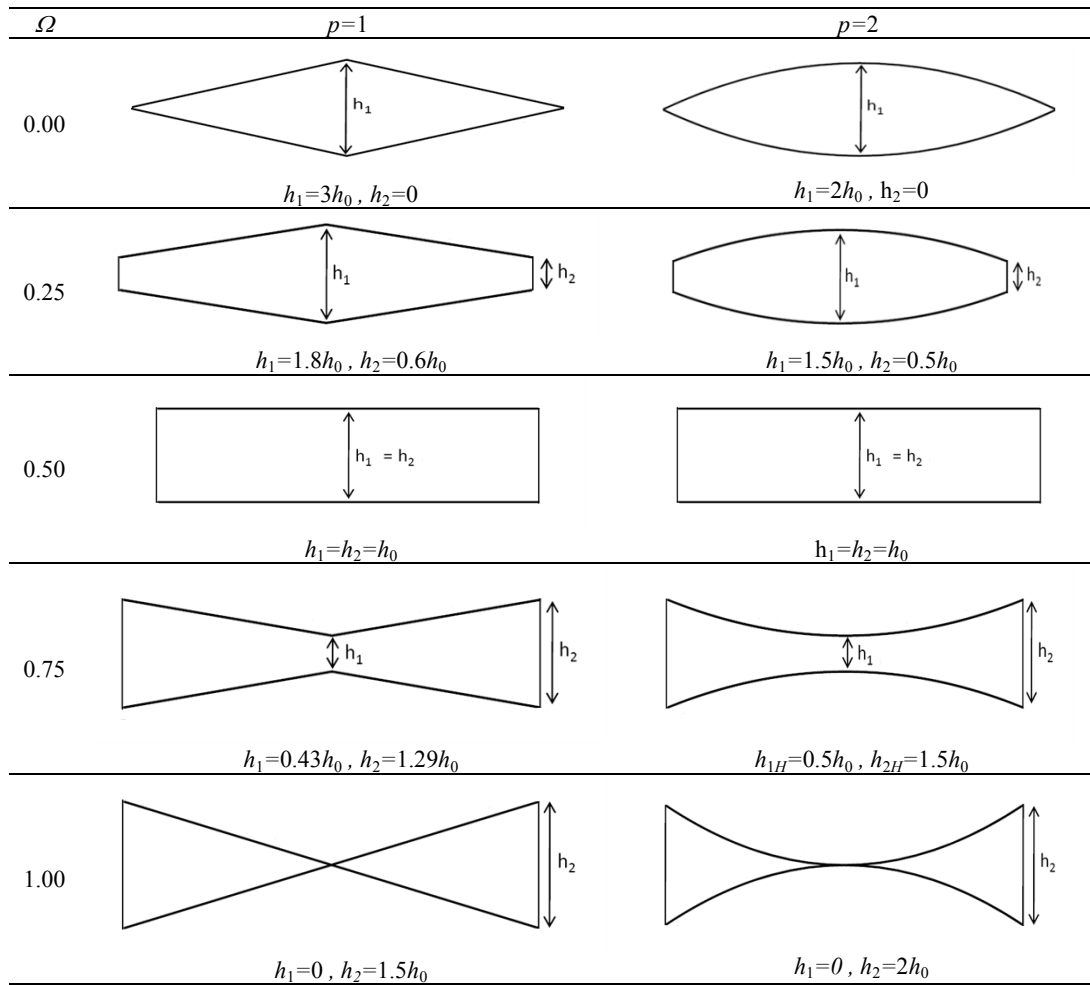 Ω p=1 p=2
h₁ h₁
0.00
h₁=3h₀ , h₂=0 h₁=2h₀ , h₂=0
h₁ h₂ h₁ h₂
0.25
h₁=1.8h₀ , h₂=0.6h₀ h₁=1.5h₀ , h₂=0.5h₀
h₁ = h₂ h₁ = h₂
0.50
h₁=h₂=h₀ h₁=h₂=h₀
h₁ h₂ h₁ h₂
0.75
h₁=0.43h₀ , h₂=1.29h₀ h₁H=0.5h₀ , h₂H=1.5h₀
h₂ h₂
1.00
h₁=0 , h₂=1.5h₀ h₁=0 , h₂=2h₀